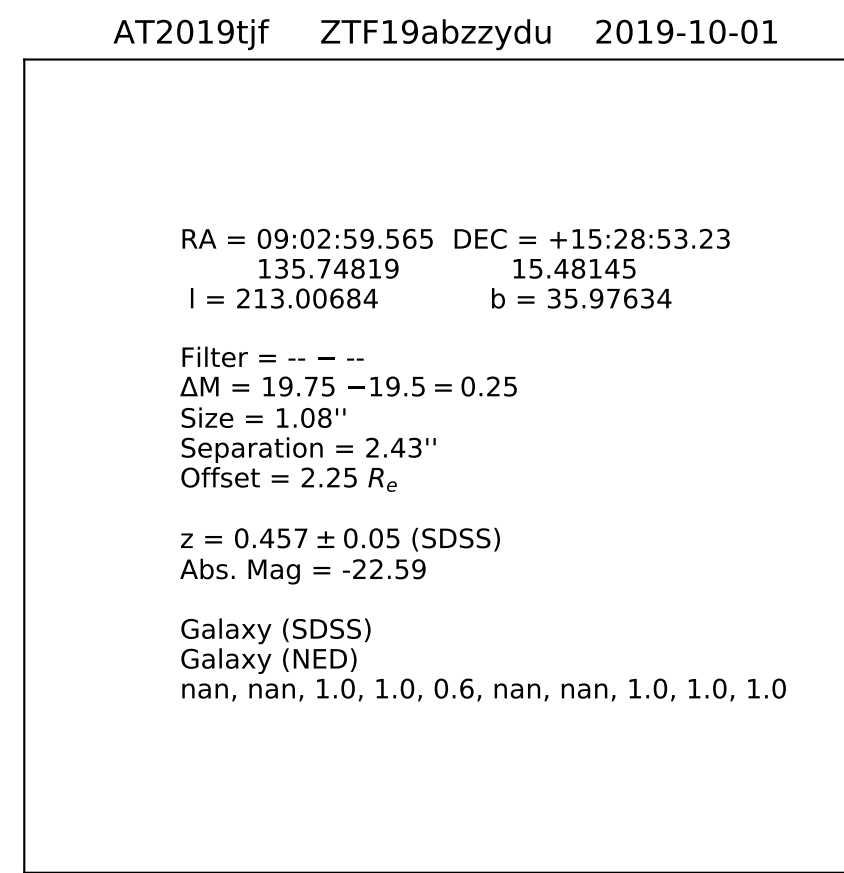 AT2019tjf ZTF19abzzydu 2019-10-01
RA = 09:02:59.565 DEC = +15:28:53.23
135.74819 15.48145
l = 213.00684 b = 35.97634
Filter = -- − --
ΔM = 19.75 −19.5 = 0.25
Size = 1.08''
Separation = 2.43''
Offset = 2.25 Rₑ
z = 0.457 ± 0.05 (SDSS)
Abs. Mag = -22.59
Galaxy (SDSS)
Galaxy (NED)
nan, nan, 1.0, 1.0, 0.6, nan, nan, 1.0, 1.0, 1.0